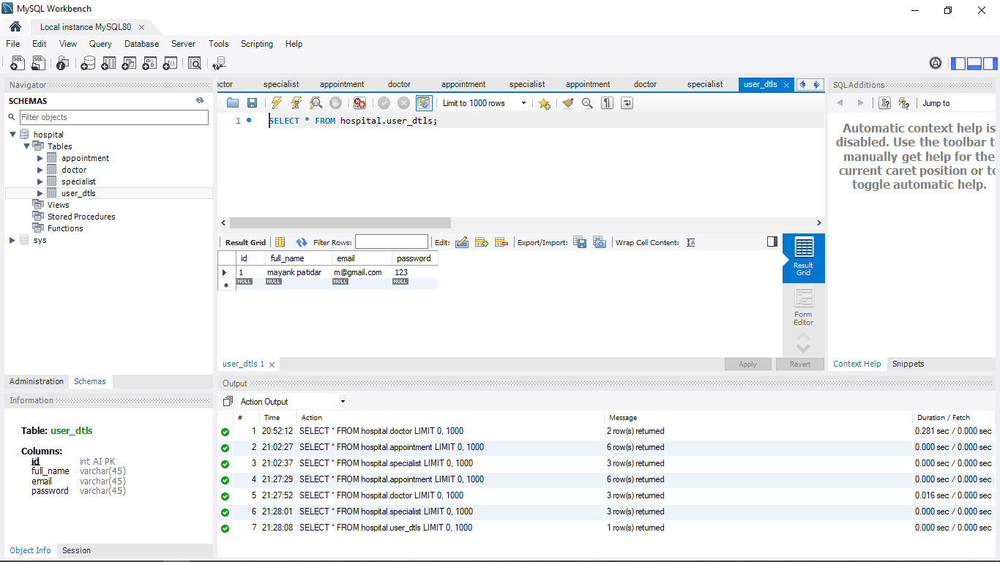 MySQL Workbench
Local instance MySQL80
File Edit View Query Database Server Tools Scripting Help
Navigator
SCHEMAS
Filter objects
hospital
Tables
appointment
doctor
specialist
user_dtls
Views
Stored Procedures
Functions
sys
Administration Schemas
Information
Table: user_dtls
Columns:
id int AI PK
full_name varchar(45)
email varchar(45)
password varchar(45)
Object Info Session
octor specialist appointment doctor appointment specialist appointment doctor specialist user_dtls
Limit to 1000 rows
1 SELECT * FROM hospital.user_dtls;
Result Grid Filter Rows: Edit: Export/Import: Wrap Cell Content:
id full_name email password
1 mayank patidar m@gmail.com 123
NULL NULL NULL NULL
Result Grid
Form Editor
user_dtls 1 Apply Revert
SQLAdditions
Jump to
Automatic context help is
disabled. Use the toolbar t
manually get help for the
current caret position or to
toggle automatic help.
Context Help Snippets
Output
Action Output
# Time Action Message Duration / Fetch
1 20:52:12 SELECT * FROM hospital.doctor LIMIT 0, 1000 2 row(s) returned 0.281 sec / 0.000 sec
2 21:02:27 SELECT * FROM hospital.appointment LIMIT 0, 1000 6 row(s) returned 0.000 sec / 0.000 sec
3 21:02:37 SELECT * FROM hospital.specialist LIMIT 0, 1000 3 row(s) returned 0.000 sec / 0.000 sec
4 21:27:29 SELECT * FROM hospital.appointment LIMIT 0, 1000 6 row(s) returned 0.000 sec / 0.000 sec
5 21:27:52 SELECT * FROM hospital.doctor LIMIT 0, 1000 3 row(s) returned 0.016 sec / 0.000 sec
6 21:28:01 SELECT * FROM hospital.specialist LIMIT 0, 1000 3 row(s) returned 0.000 sec / 0.000 sec
7 21:28:08 SELECT * FROM hospital.user_dtls LIMIT 0, 1000 1 row(s) returned 0.000 sec / 0.000 sec